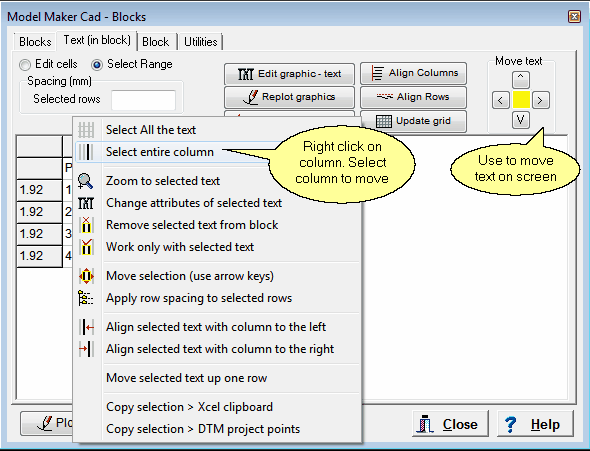 Model Maker Cad - Blocks
Blocks Text (in block) Block Utilities
Edit cells Select Range
Spacing (mm)
Selected rows
Edit graphic - text
Align Columns
Replot graphics
Align Rows
Update grid
Move text
V
Use to move
text on screen
Right click on
column. Select
column to move
P
1.92 1
1.92 2
1.92 3
1.92 4
Select All the text
Select entire column
Zoom to selected text
Change attributes of selected text
Remove selected text from block
Work only with selected text
Move selection (use arrow keys)
Apply row spacing to selected rows
Align selected text with column to the left
Align selected text with column to the right
Move selected text up one row
Copy selection > Xcel clipboard
Copy selection > DTM project points
Close
Help